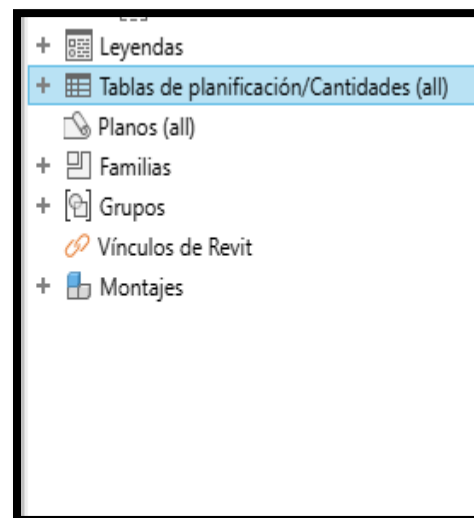 Leyendas
Tablas de planificación/Cantidades (all)
Planos (all)
Familias
Grupos
Vínculos de Revit
Montajes